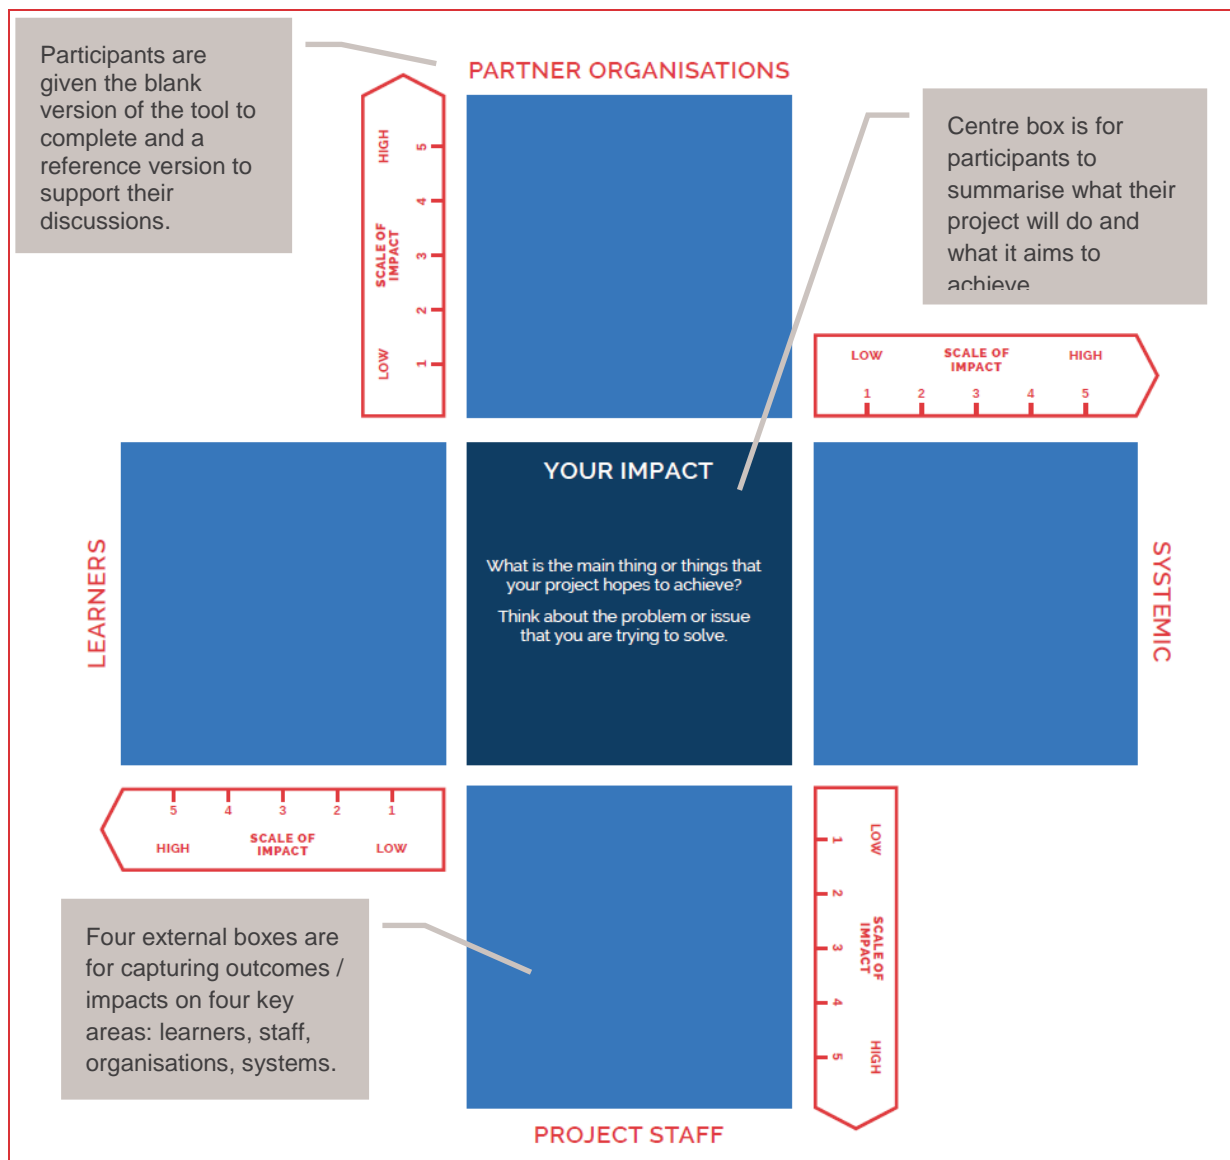 Participants are
given the blank
version of the tool to
complete and a
reference version to
support their
discussions.
PARTNER ORGANISATIONS
HIGH
SCALE OF
IMPACT
LOW
5
4
3
2
1
Centre box is for
participants to
summarise what their
project will do and
what it aims to
achieve
LOW
SCALE OF
IMPACT
HIGH
1 2 3 4 5
LEARNERS
YOUR IMPACT
What is the main thing or things that
your project hopes to achieve?
Think about the problem or issue
that you are trying to solve.
SYSTEMIC
5 4 3 2 1
HIGH
SCALE OF
IMPACT
LOW
Four external boxes are
for capturing outcomes /
impacts on four key
areas: learners, staff,
organisations, systems.
1
2
3
4
5
LOW
SCALE OF
IMPACT
HIGH
PROJECT STAFF